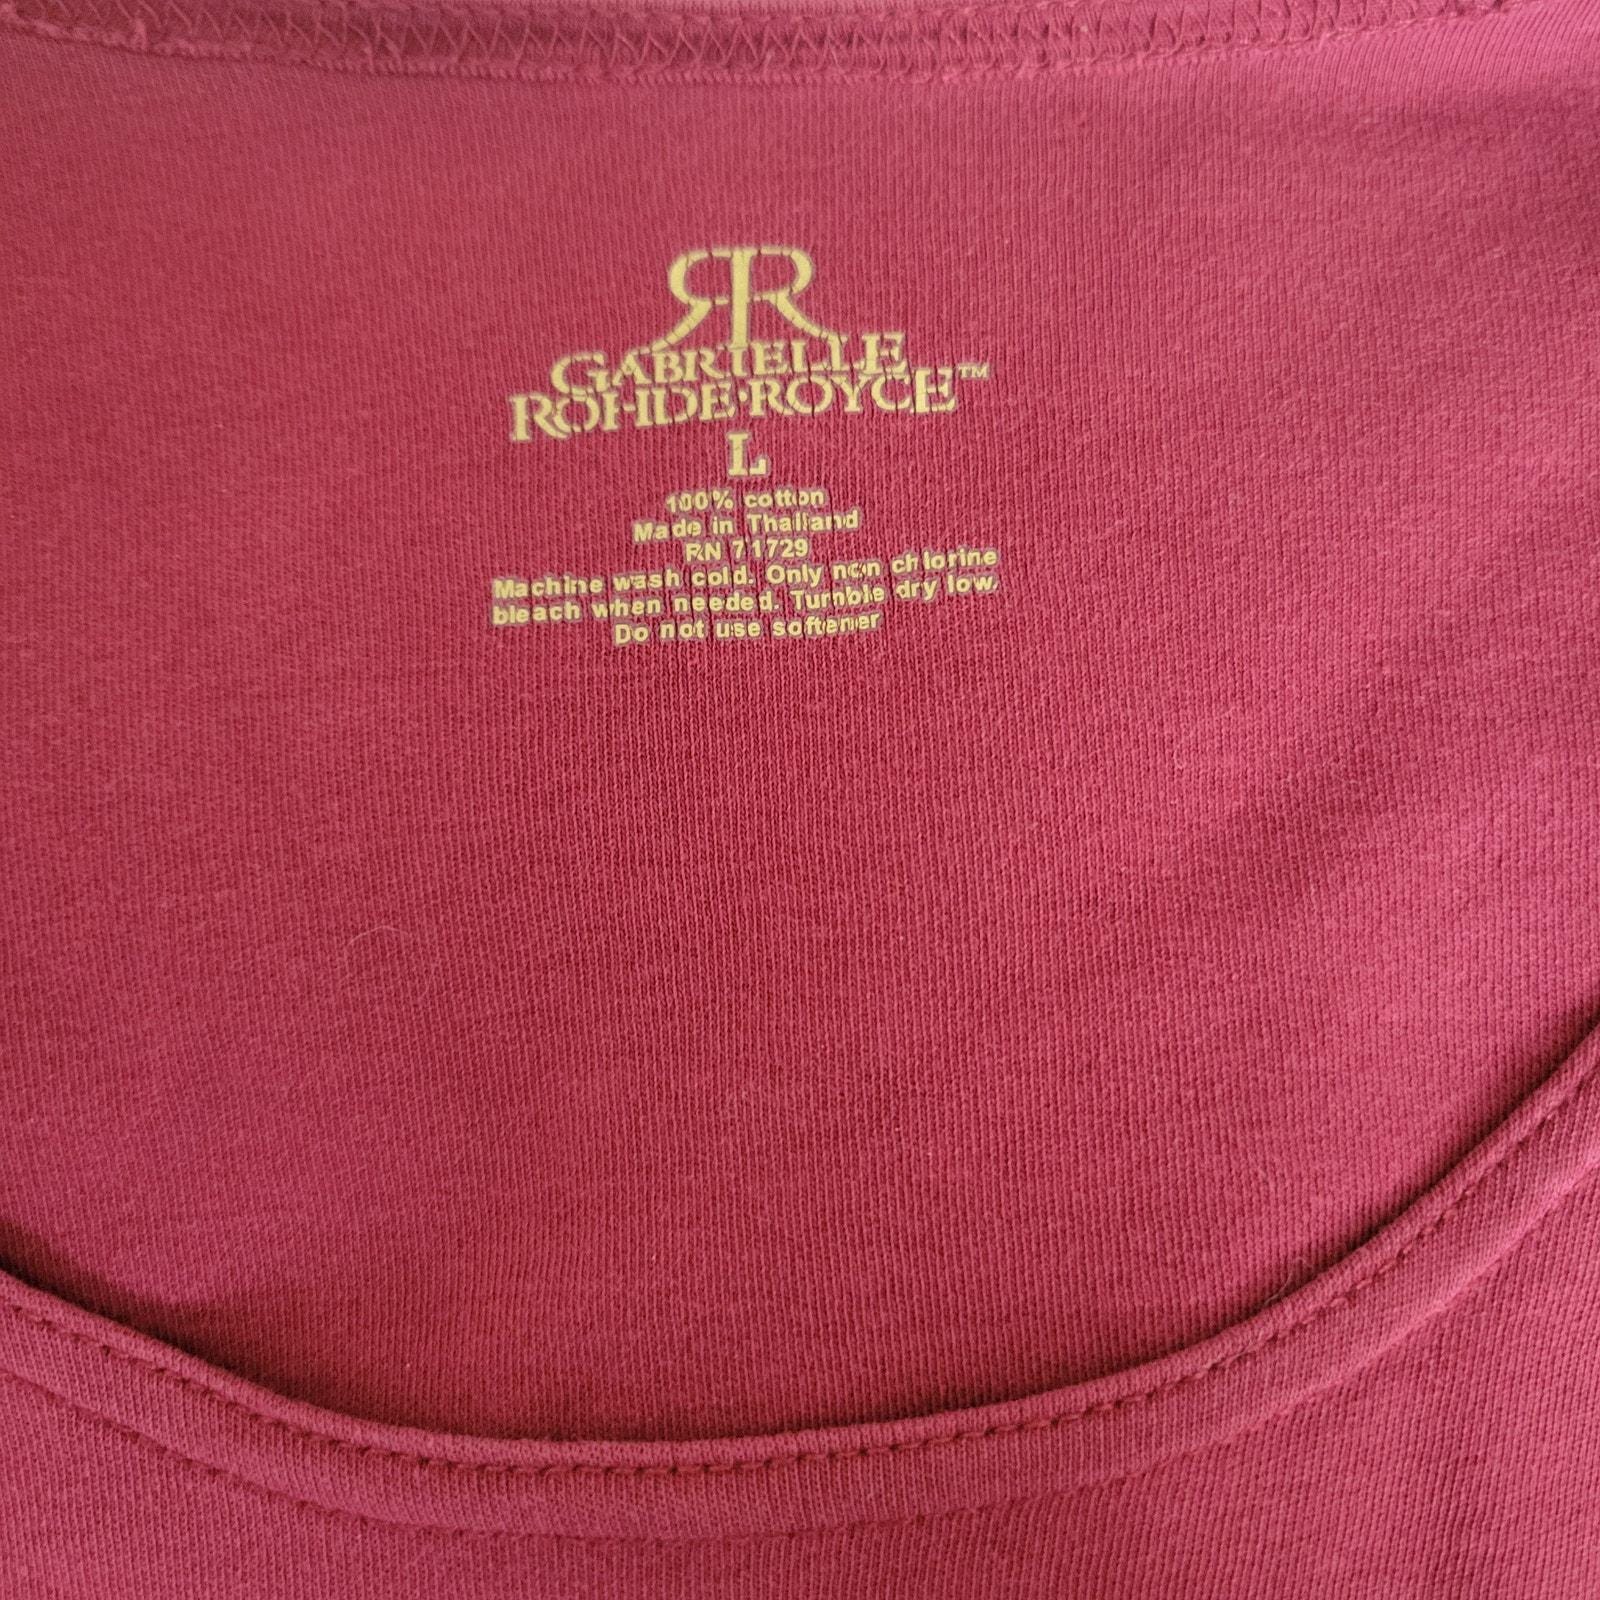 RR
GABRIELLE
ROHDE·ROYCE™
L
100% cotton
Made in Thailand
RN 71729
Machine wash cold. Only non chlorine
bleach when needed. Tumble dry low.
Do not use softener